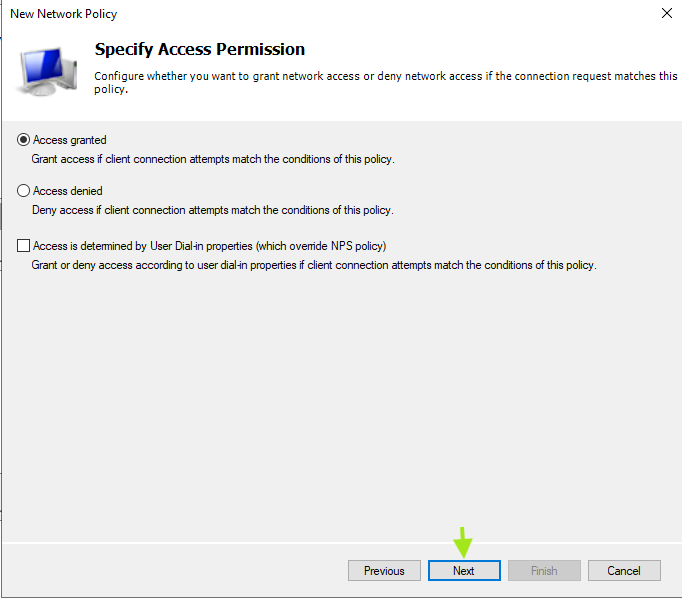 New Network Policy
Specify Access Permission
Configure whether you want to grant network access or deny network access if the connection request matches this
policy.
Access granted
Grant access if client connection attempts match the conditions of this policy.
Access denied
Deny access if client connection attempts match the conditions of this policy.
Access is determined by User Dial-in properties (which override NPS policy)
Grant or deny access according to user dial-in properties if client connection attempts match the conditions of this policy.
Previous
Next
Finish
Cancel